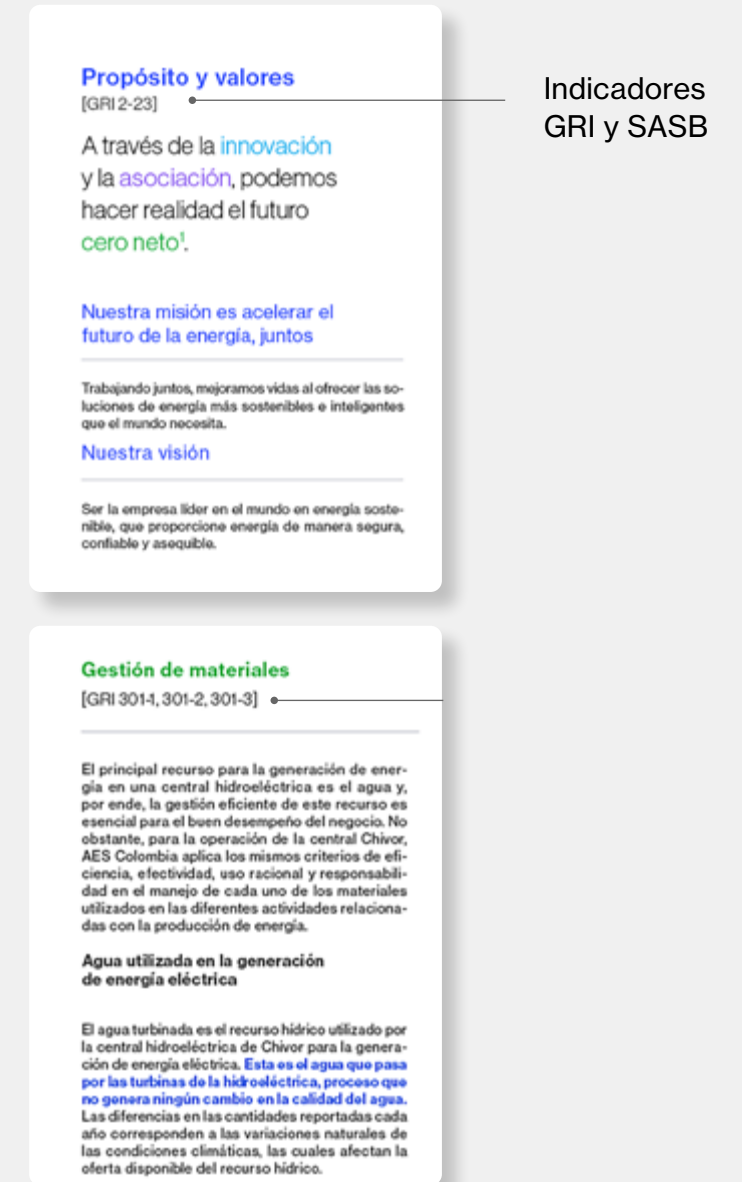 Propósito y valores
[GRI 2-23]
Indicadores
GRI y SASB
A través de la innovación
y la asociación, podemos
hacer realidad el futuro
cero neto¹.
Nuestra misión es acelerar el
futuro de la energía, juntos
Trabajando juntos, mejoramos vidas al ofrecer las so-
luciones de energía más sostenibles e inteligentes
que el mundo necesita.
Nuestra visión
Ser la empresa líder en el mundo en energía soste-
nible, que proporcione energía de manera segura,
confiable y asequible.
Gestión de materiales
[GRI 301-1, 301-2, 301-3]
El principal recurso para la generación de ener-
gía en una central hidroeléctrica es el agua y,
por ende, la gestión eficiente de este recurso es
esencial para el buen desempeño del negocio. No
obstante, para la operación de la central Chivor,
AES Colombia aplica los mismos criterios de efi-
ciencia, efectividad, uso racional y responsabili-
dad en el manejo de cada uno de los materiales
utilizados en las diferentes actividades relaciona-
das con la producción de energía.
Agua utilizada en la generación
de energía eléctrica
El agua turbinada es el recurso hídrico utilizado por
la central hidroeléctrica de Chivor para la genera-
ción de energía eléctrica. Esta es el agua que pasa
por las turbinas de la hidroeléctrica, proceso que
no genera ningún cambio en la calidad del agua.
Las diferencias en las cantidades reportadas cada
año corresponden a las variaciones naturales de
las condiciones climáticas, las cuales afectan la
oferta disponible del recurso hídrico.